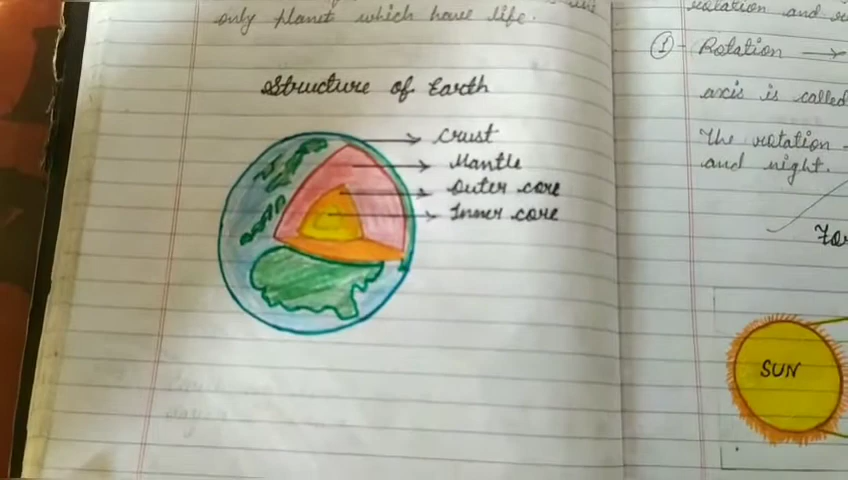 only planet which have life.
Structure of Earth
Crust
Mantle
Outer core
Inner core
rotation and
① - Rotation →
axis is called
The rotation -
and night.
SUN